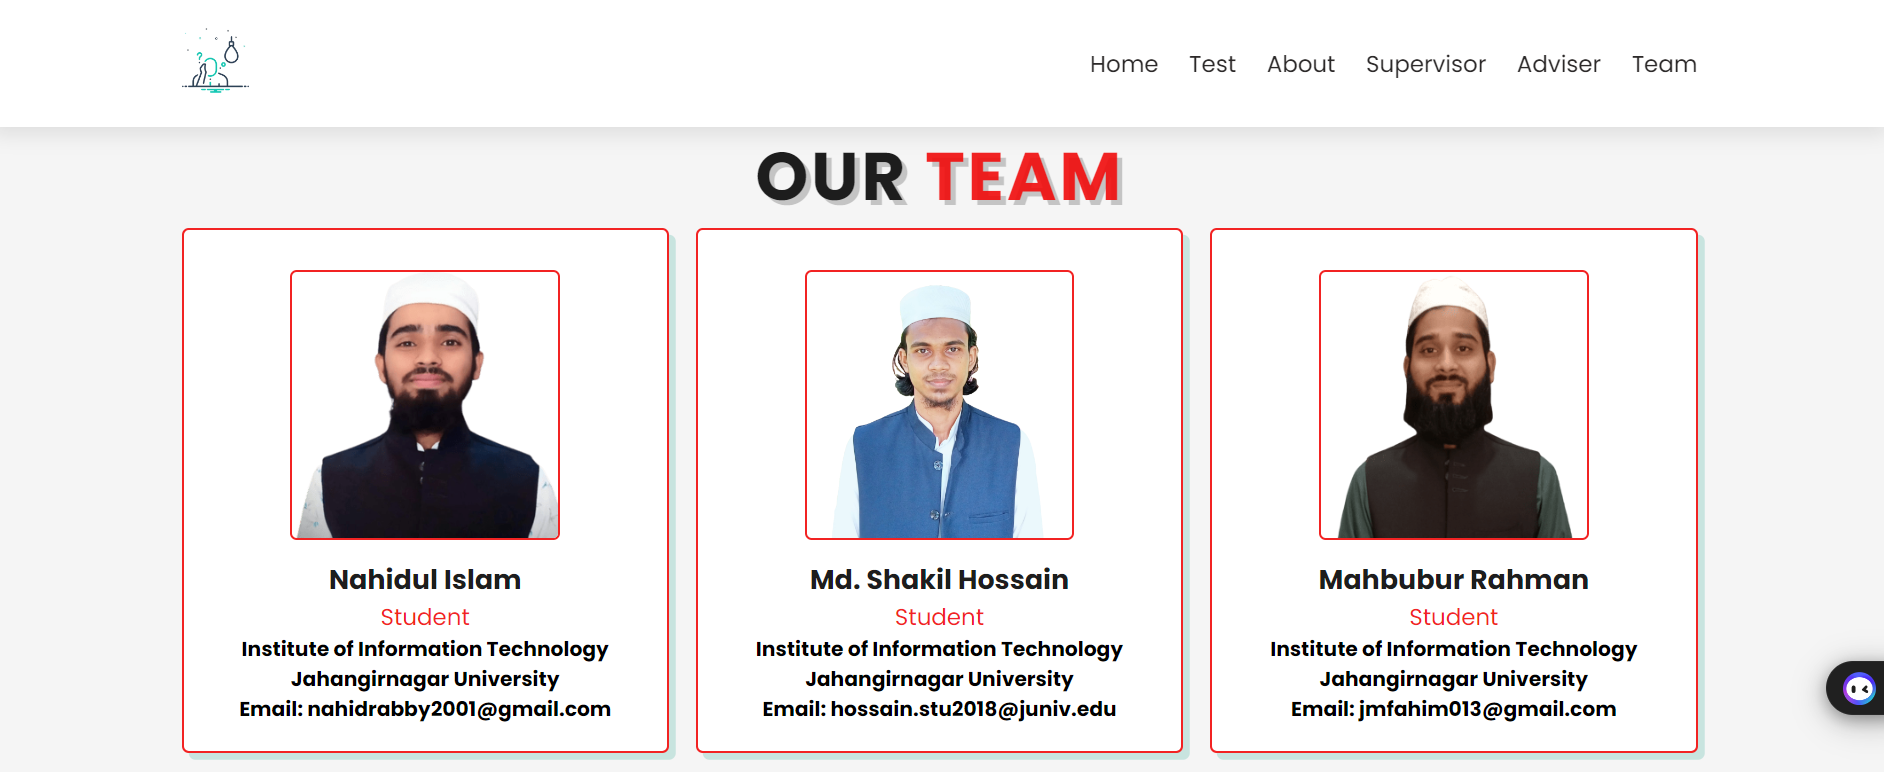 Home Test About Supervisor Adviser Team
OUR TEAM
Nahidul Islam
Student
Institute of Information Technology
Jahangirnagar University
Email: nahidrabby2001@gmail.com
Md. Shakil Hossain
Student
Institute of Information Technology
Jahangirnagar University
Email: hossain.stu2018@juniv.edu
Mahbubur Rahman
Student
Institute of Information Technology
Jahangirnagar University
Email: jmfahim013@gmail.com